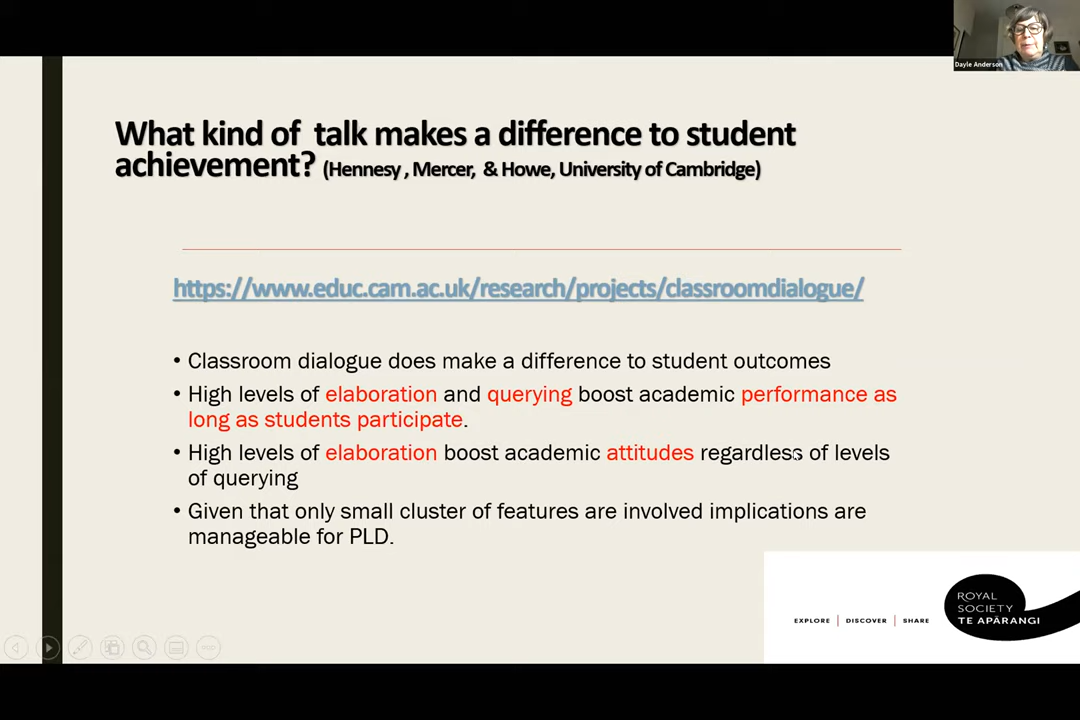 Dayle Anderson
What kind of talk makes a difference to student
achievement? (Hennesy , Mercer, & Howe, University of Cambridge)
https://www.educ.cam.ac.uk/research/projects/classroomdialogue/
• Classroom dialogue does make a difference to student outcomes
• High levels of elaboration and querying boost academic performance as
long as students participate.
• High levels of elaboration boost academic attitudes regardless of levels
of querying
• Given that only small cluster of features are involved implications are
manageable for PLD.
EXPLORE | DISCOVER | SHARE
ROYAL
SOCIETY
TE APĀRANGI